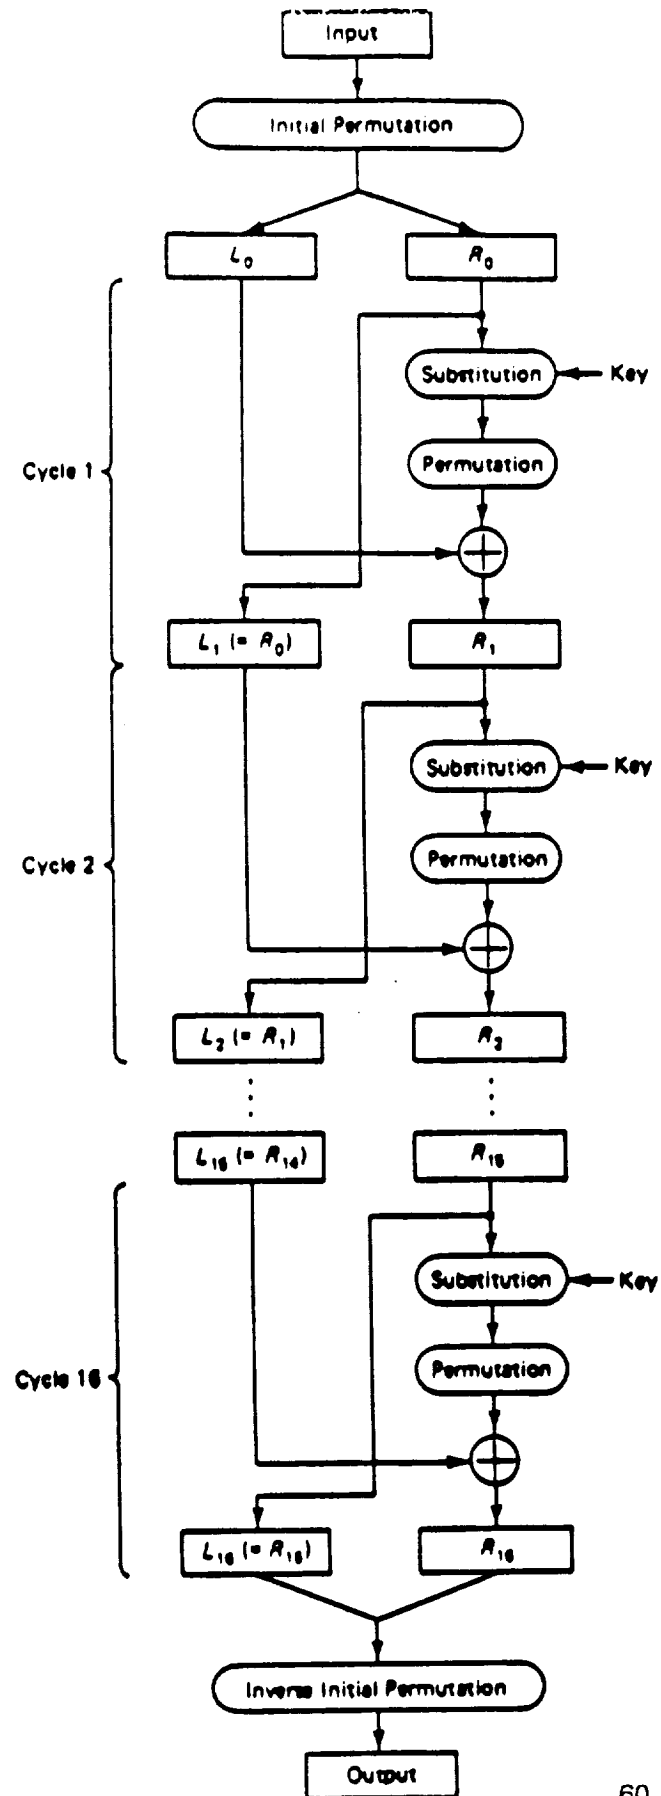 Input
Initial Permutation
L₀
R₀
Substitution
Key
Permutation
Cycle 1
L₁ (= R₀)
R₁
Substitution
Key
Cycle 2
Permutation
L₂ (= R₁)
R₂
L₁₅ (= R₁₄)
R₁₅
Substitution
Key
Permutation
Cycle 16
L₁₆ (= R₁₅)
R₁₆
Inverse Initial Permutation
Output
60